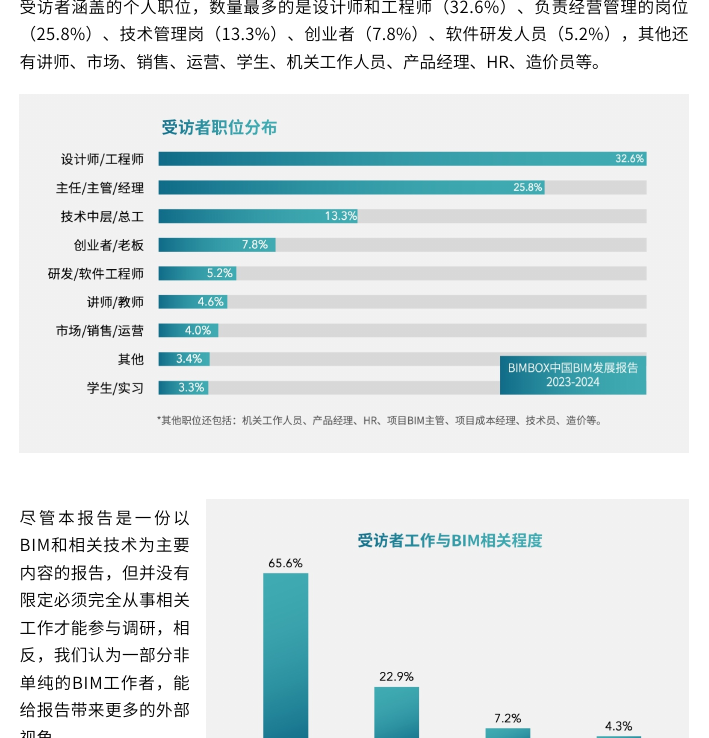 受访者涵盖的个人职位，数量最多的是设计师和工程师（32.6%）、负责经营管理的岗位
（25.8%）、技术管理岗（13.3%）、创业者（7.8%）、软件研发人员（5.2%），其他还
有讲师、市场、销售、运营、学生、机关工作人员、产品经理、HR、造价员等。
受访者职位分布
设计师/工程师 32.6%
主任/主管/经理 25.8%
技术中层/总工 13.3%
创业者/老板 7.8%
研发/软件工程师 5.2%
讲师/教师 4.6%
市场/销售/运营 4.0%
其他 3.4%
学生/实习 3.3%
BIMBOX中国BIM发展报告
2023-2024
*其他职位还包括：机关工作人员、产品经理、HR、项目BIM主管、项目成本经理、技术员、造价等。
尽管本报告是一份以
BIM和相关技术为主要
内容的报告，但并没有
限定必须完全从事相关
工作才能参与调研，相
反，我们认为一部分非
单纯的BIM工作者，能
给报告带来更多的外部
视角
受访者工作与BIM相关程度
65.6%
22.9%
7.2%
4.3%